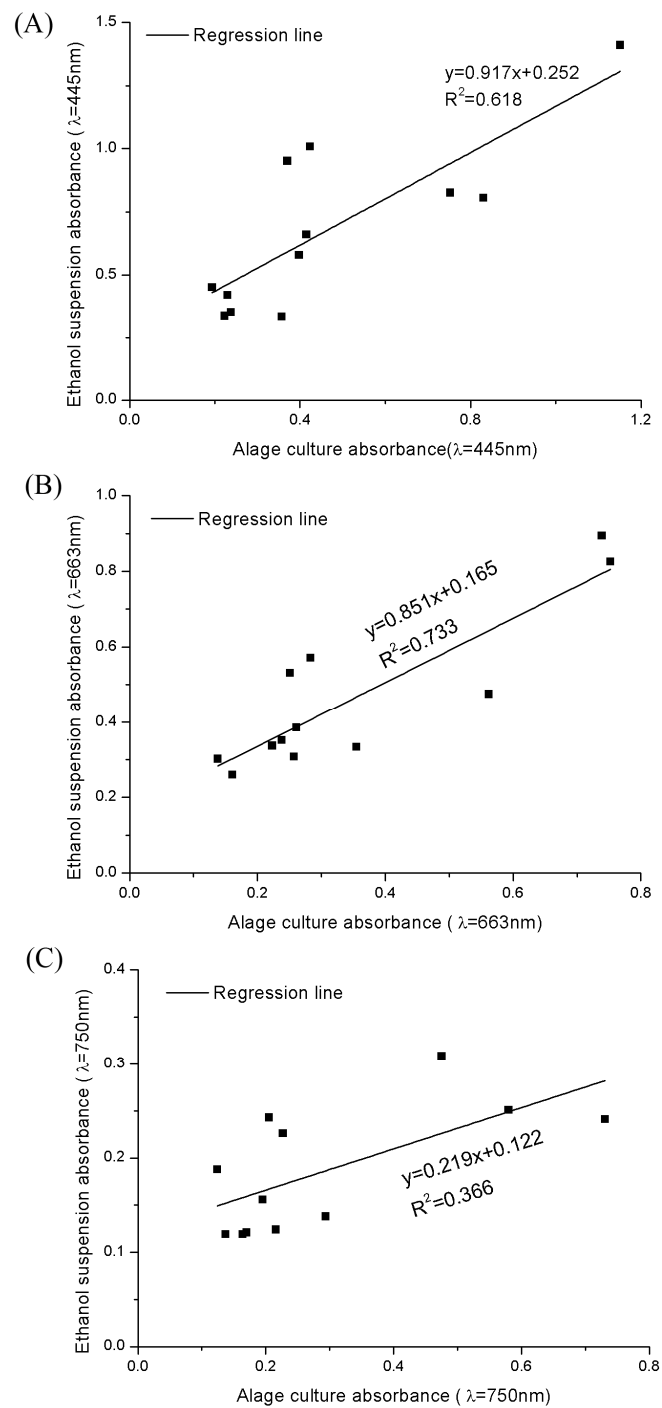 (A)
Regression line
y=0.917x+0.252
R²=0.618
1.5
1.0
0.5
0.0
Ethanol suspension absorbance ( λ=445nm)
0.0 0.4 0.8 1.2
Alage culture absorbance(λ=445nm)
(B)
Regression line
y=0.851x+0.165
R²=0.733
1.0
0.8
0.6
0.4
0.2
0.0
Ethanol suspension absorbance ( λ=663nm)
0.0 0.2 0.4 0.6 0.8
Alage culture absorbance ( λ=663nm)
(C)
Regression line
y=0.219x+0.122
R²=0.366
0.4
0.3
0.2
0.1
0.0
Ethanol suspension absorbance ( λ=750nm)
0.0 0.2 0.4 0.6 0.8
Alage culture absorbance ( λ=750nm)